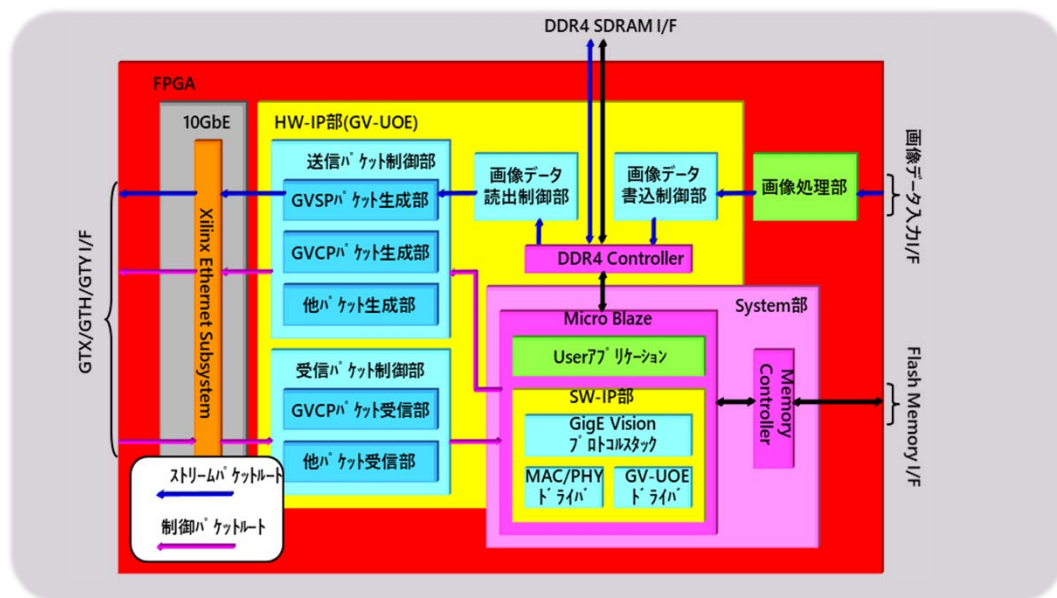 DDR4 SDRAM I/F
FPGA
10GbE
HW-IP部(GV-UOE)
送信ﾊﾟｹｯﾄ制御部
GVSPﾊﾟｹｯﾄ生成部
GVCPﾊﾟｹｯﾄ生成部
他ﾊﾟｹｯﾄ生成部
画像データ
読出制御部
画像データ
書込制御部
画像処理部
画像データ入力I/F
DDR4 Controller
Xilinx Ethernet Subsystem
GTX/GTH/GTY I/F
System部
Micro Blaze
Userｱﾌﾟﾘｹｰｼｮﾝ
SW-IP部
GigE Vision
ﾌﾟﾛﾄｺﾙｽﾀｯｸ
MAC/PHY
ﾄﾞﾗｲﾊﾞ
GV-UOE
ﾄﾞﾗｲﾊﾞ
Memory
Controller
Flash Memory I/F
受信ﾊﾟｹｯﾄ制御部
GVCPﾊﾟｹｯﾄ受信部
他ﾊﾟｹｯﾄ受信部
ｽﾄﾘｰﾑﾊﾟｹｯﾄﾙｰﾄ
制御ﾊﾟｹｯﾄﾙｰﾄ